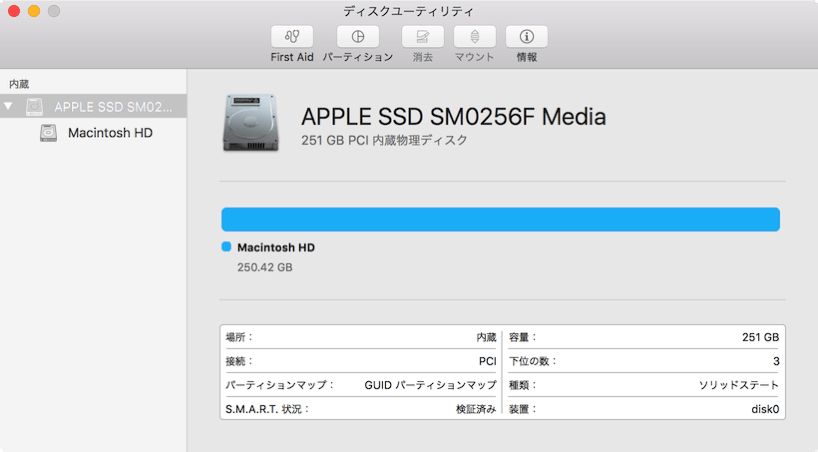 ディスクユーティリティ
First Aid パーティション 消去 マウント 情報
内蔵
APPLE SSD SM02...
Macintosh HD
APPLE SSD SM0256F Media
251 GB PCI 内蔵物理ディスク
Macintosh HD
250.42 GB
場所： 内蔵 容量： 251 GB
接続： PCI 下位の数： 3
パーティションマップ： GUID パーティションマップ 種類： ソリッドステート
S.M.A.R.T. 状況： 検証済み 装置： disk0